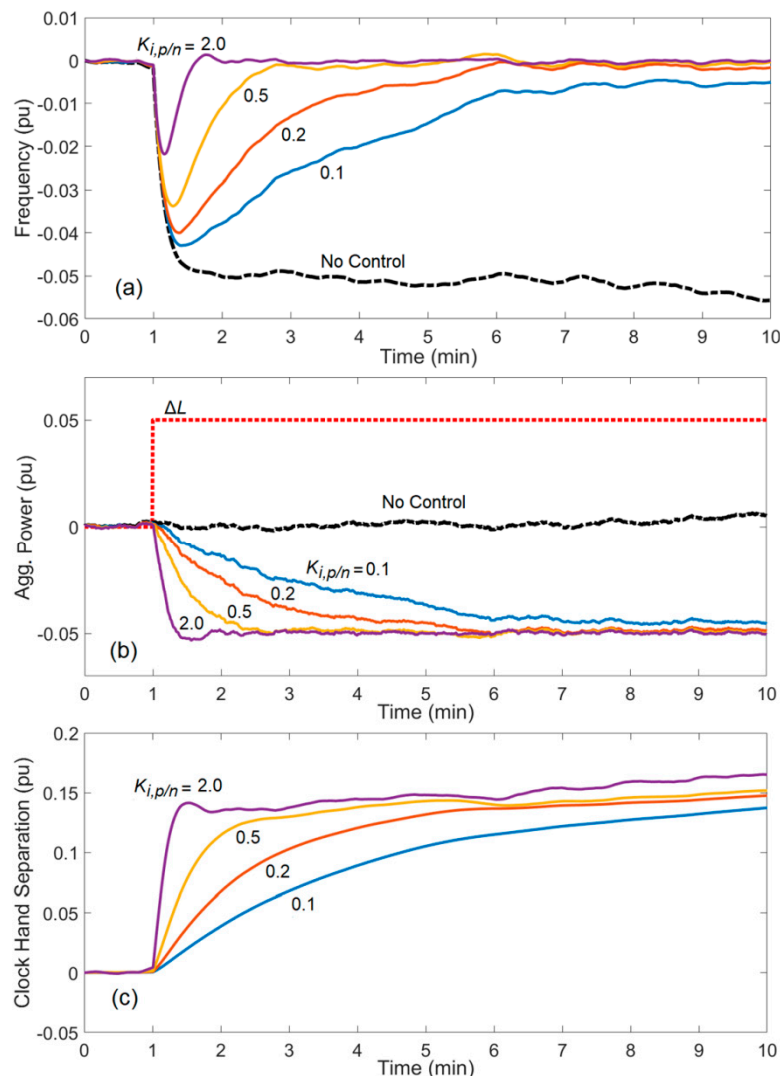 0.01
K_{i,p/n} = 2.0
0
0.5
-0.01
0.2
-0.02
0.1
-0.03
-0.04
No Control
-0.05
(a)
-0.06
Frequency (pu)
0 1 2 3 4 5 6 7 8 9 10
Time (min)
ΔL
0.05
No Control
0
K_{i,p/n} = 0.1
0.2
0.5
2.0
-0.05
(b)
Agg. Power (pu)
0 1 2 3 4 5 6 7 8 9 10
Time (min)
0.2
K_{i,p/n} = 2.0
0.15
0.5
0.1
0.2
0.05
0.1
0
(c)
-0.05
Clock Hand Separation (pu)
0 1 2 3 4 5 6 7 8 9 10
Time (min)